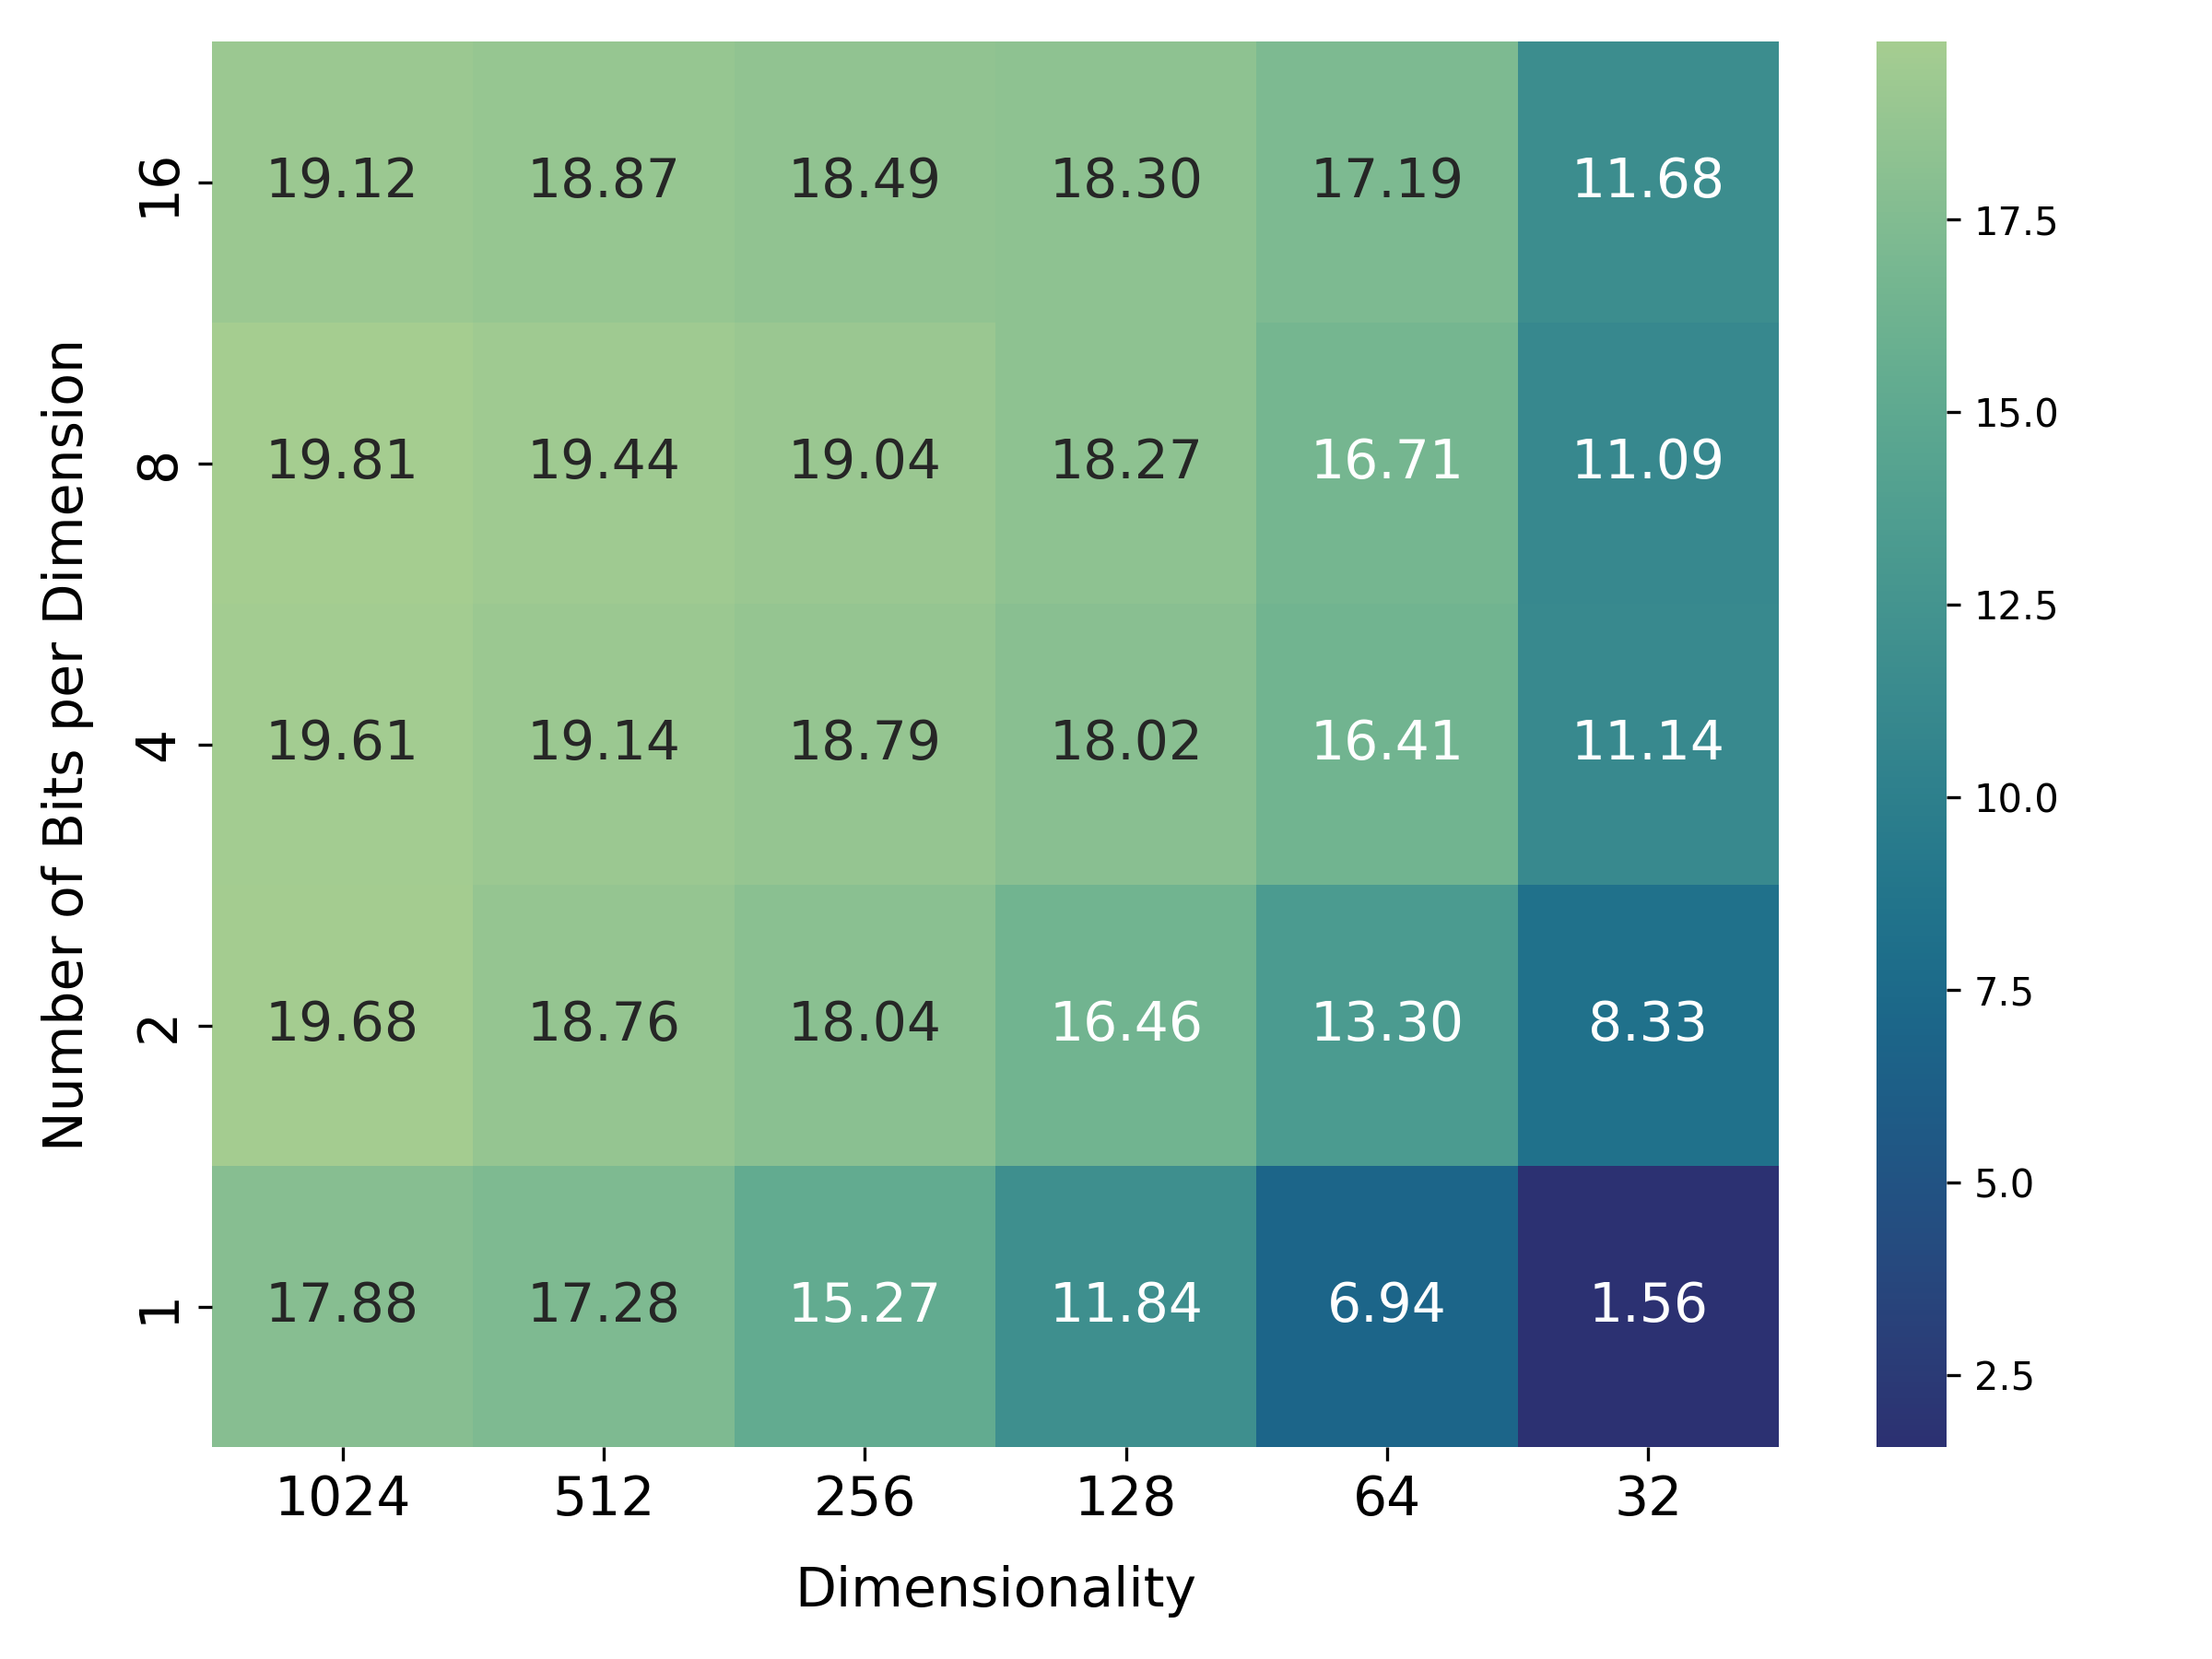 Number of Bits per Dimension
16 19.12 18.87 18.49 18.30 17.19 11.68
8 19.81 19.44 19.04 18.27 16.71 11.09
4 19.61 19.14 18.79 18.02 16.41 11.14
2 19.68 18.76 18.04 16.46 13.30 8.33
1 17.88 17.28 15.27 11.84 6.94 1.56
1024 512 256 128 64 32
Dimensionality
17.5
15.0
12.5
10.0
7.5
5.0
2.5